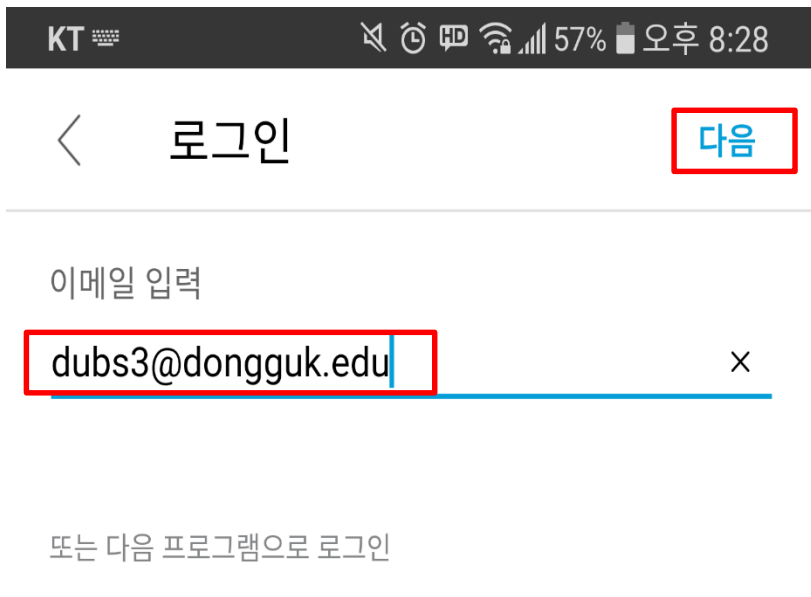 KT HD 57% 오후 8:28
로그인 다음
이메일 입력
dubs3@dongguk.edu
또는 다음 프로그램으로 로그인